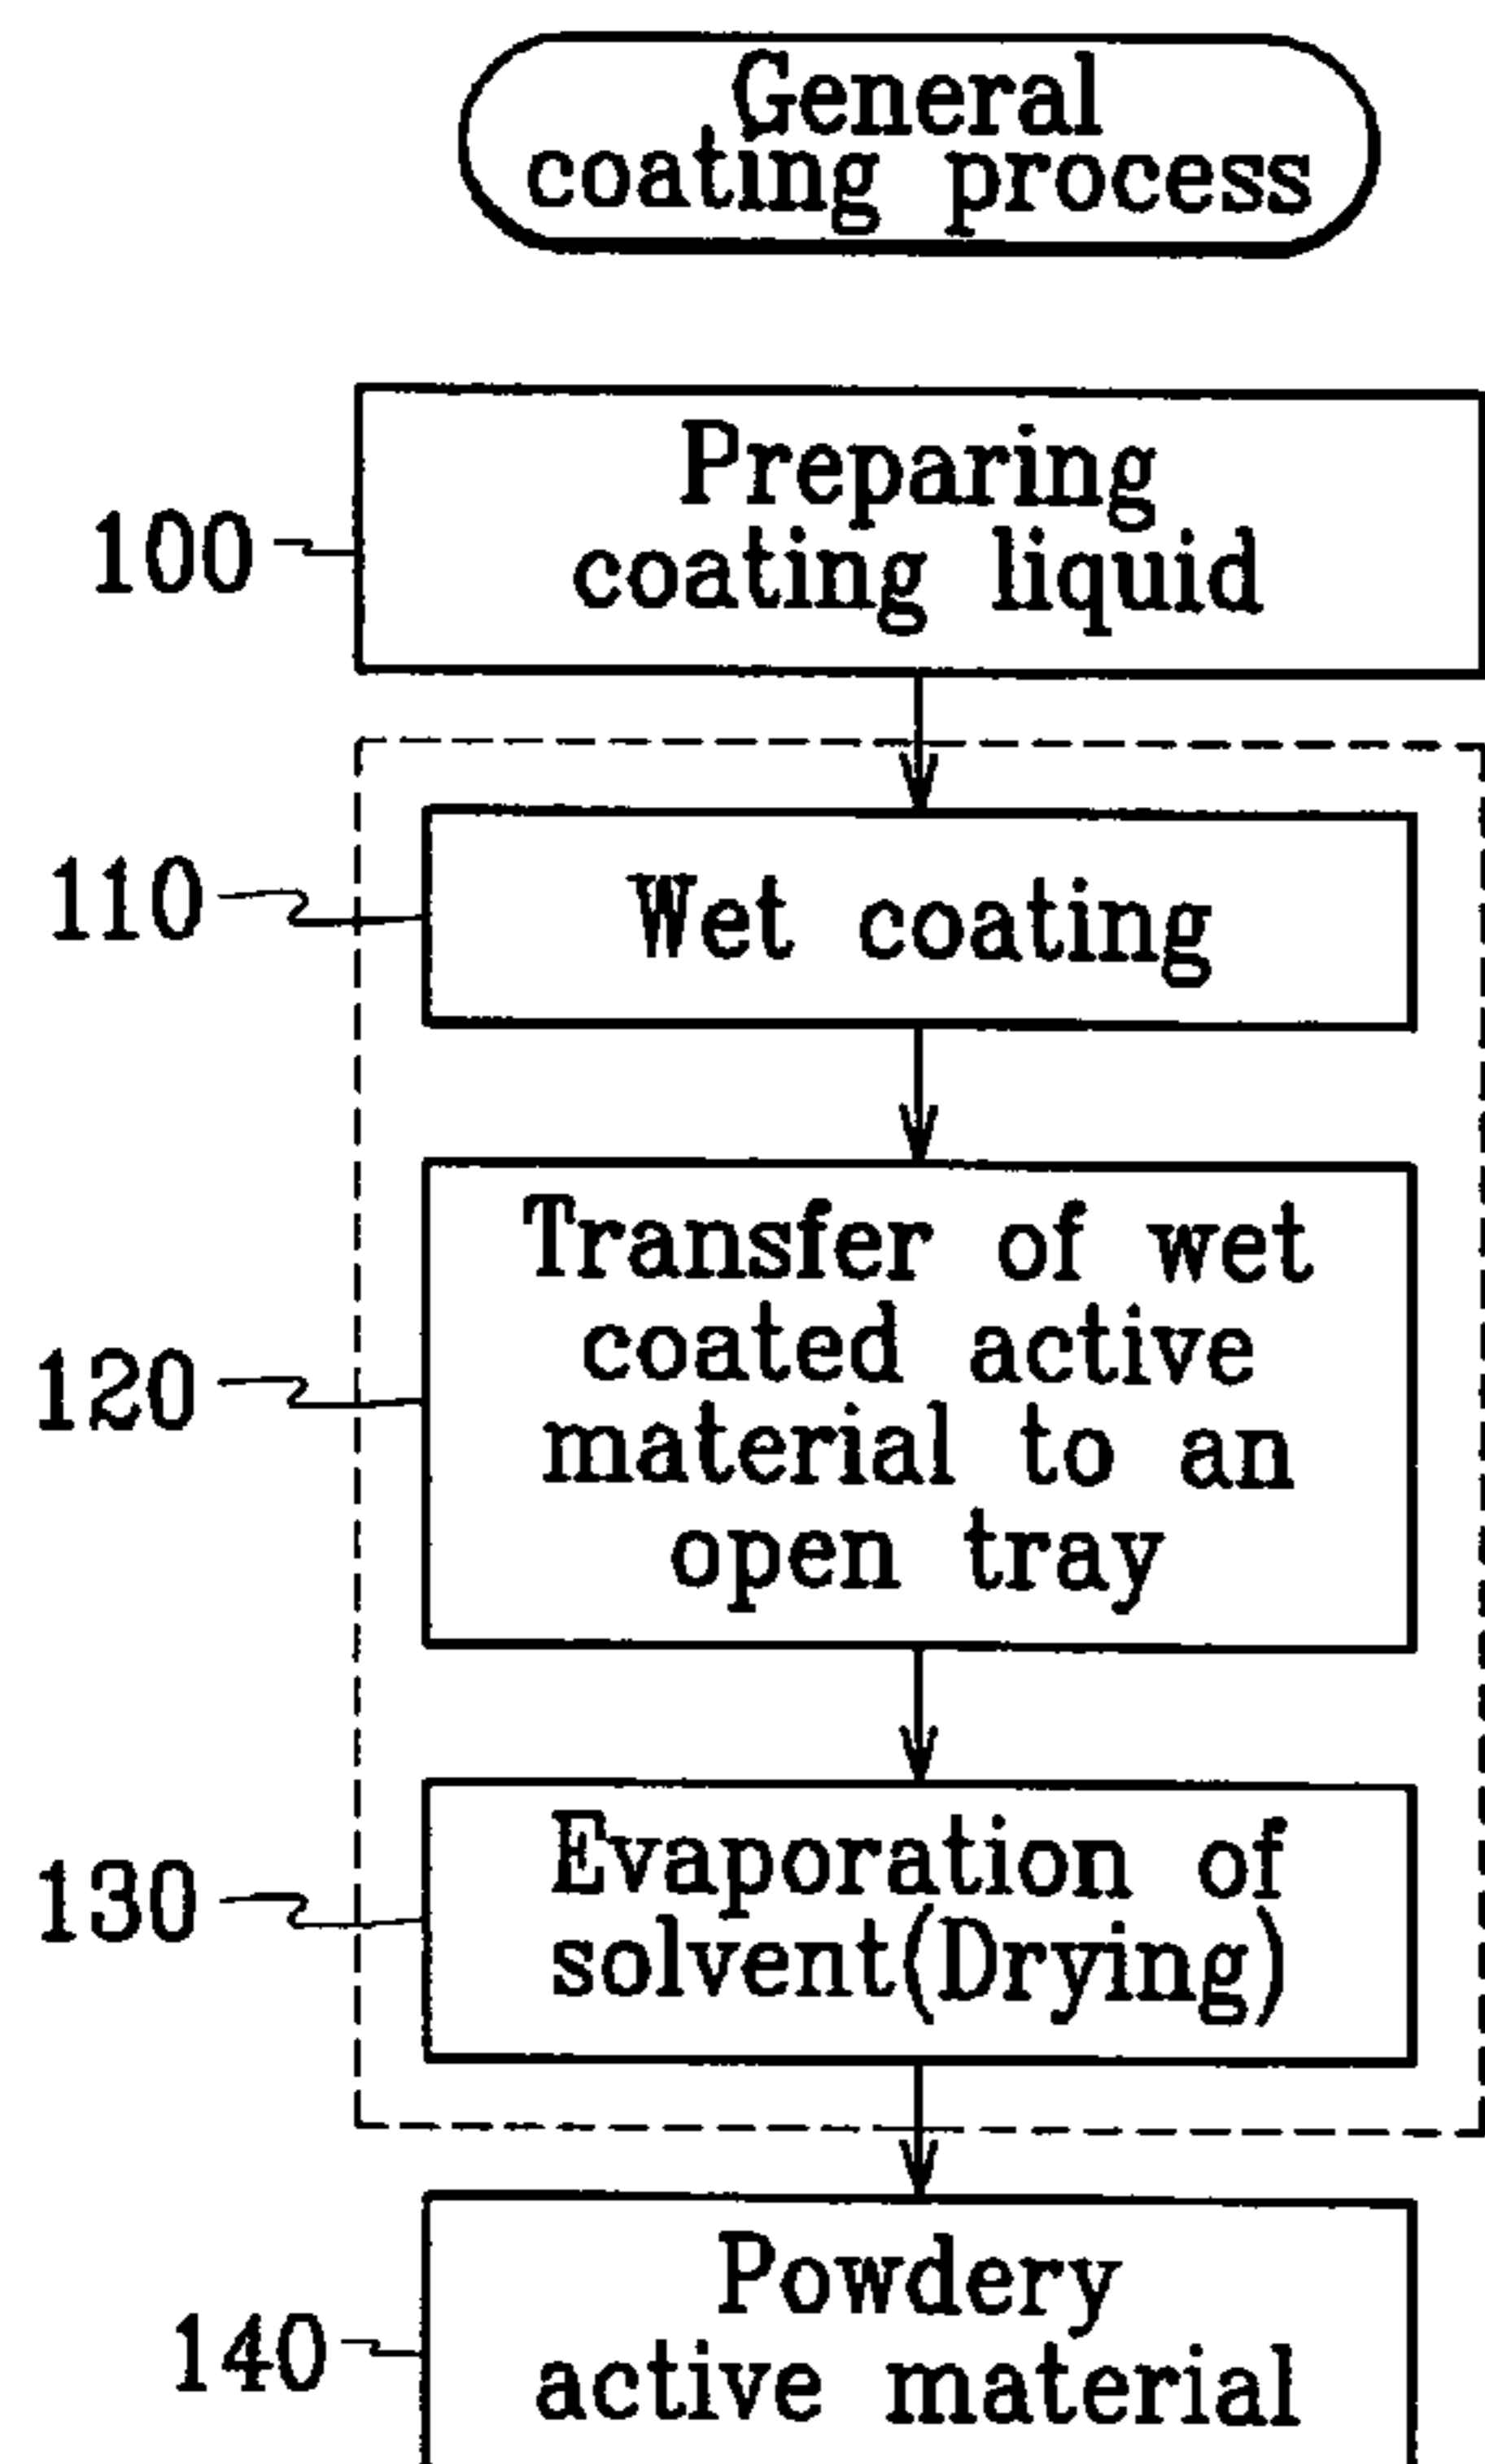 General
coating process
100
Preparing
coating liquid
110
Wet coating
120
Transfer of wet
coated active
material to an
open tray
130
Evaporation of
solvent(Drying)
140
Powdery
active material